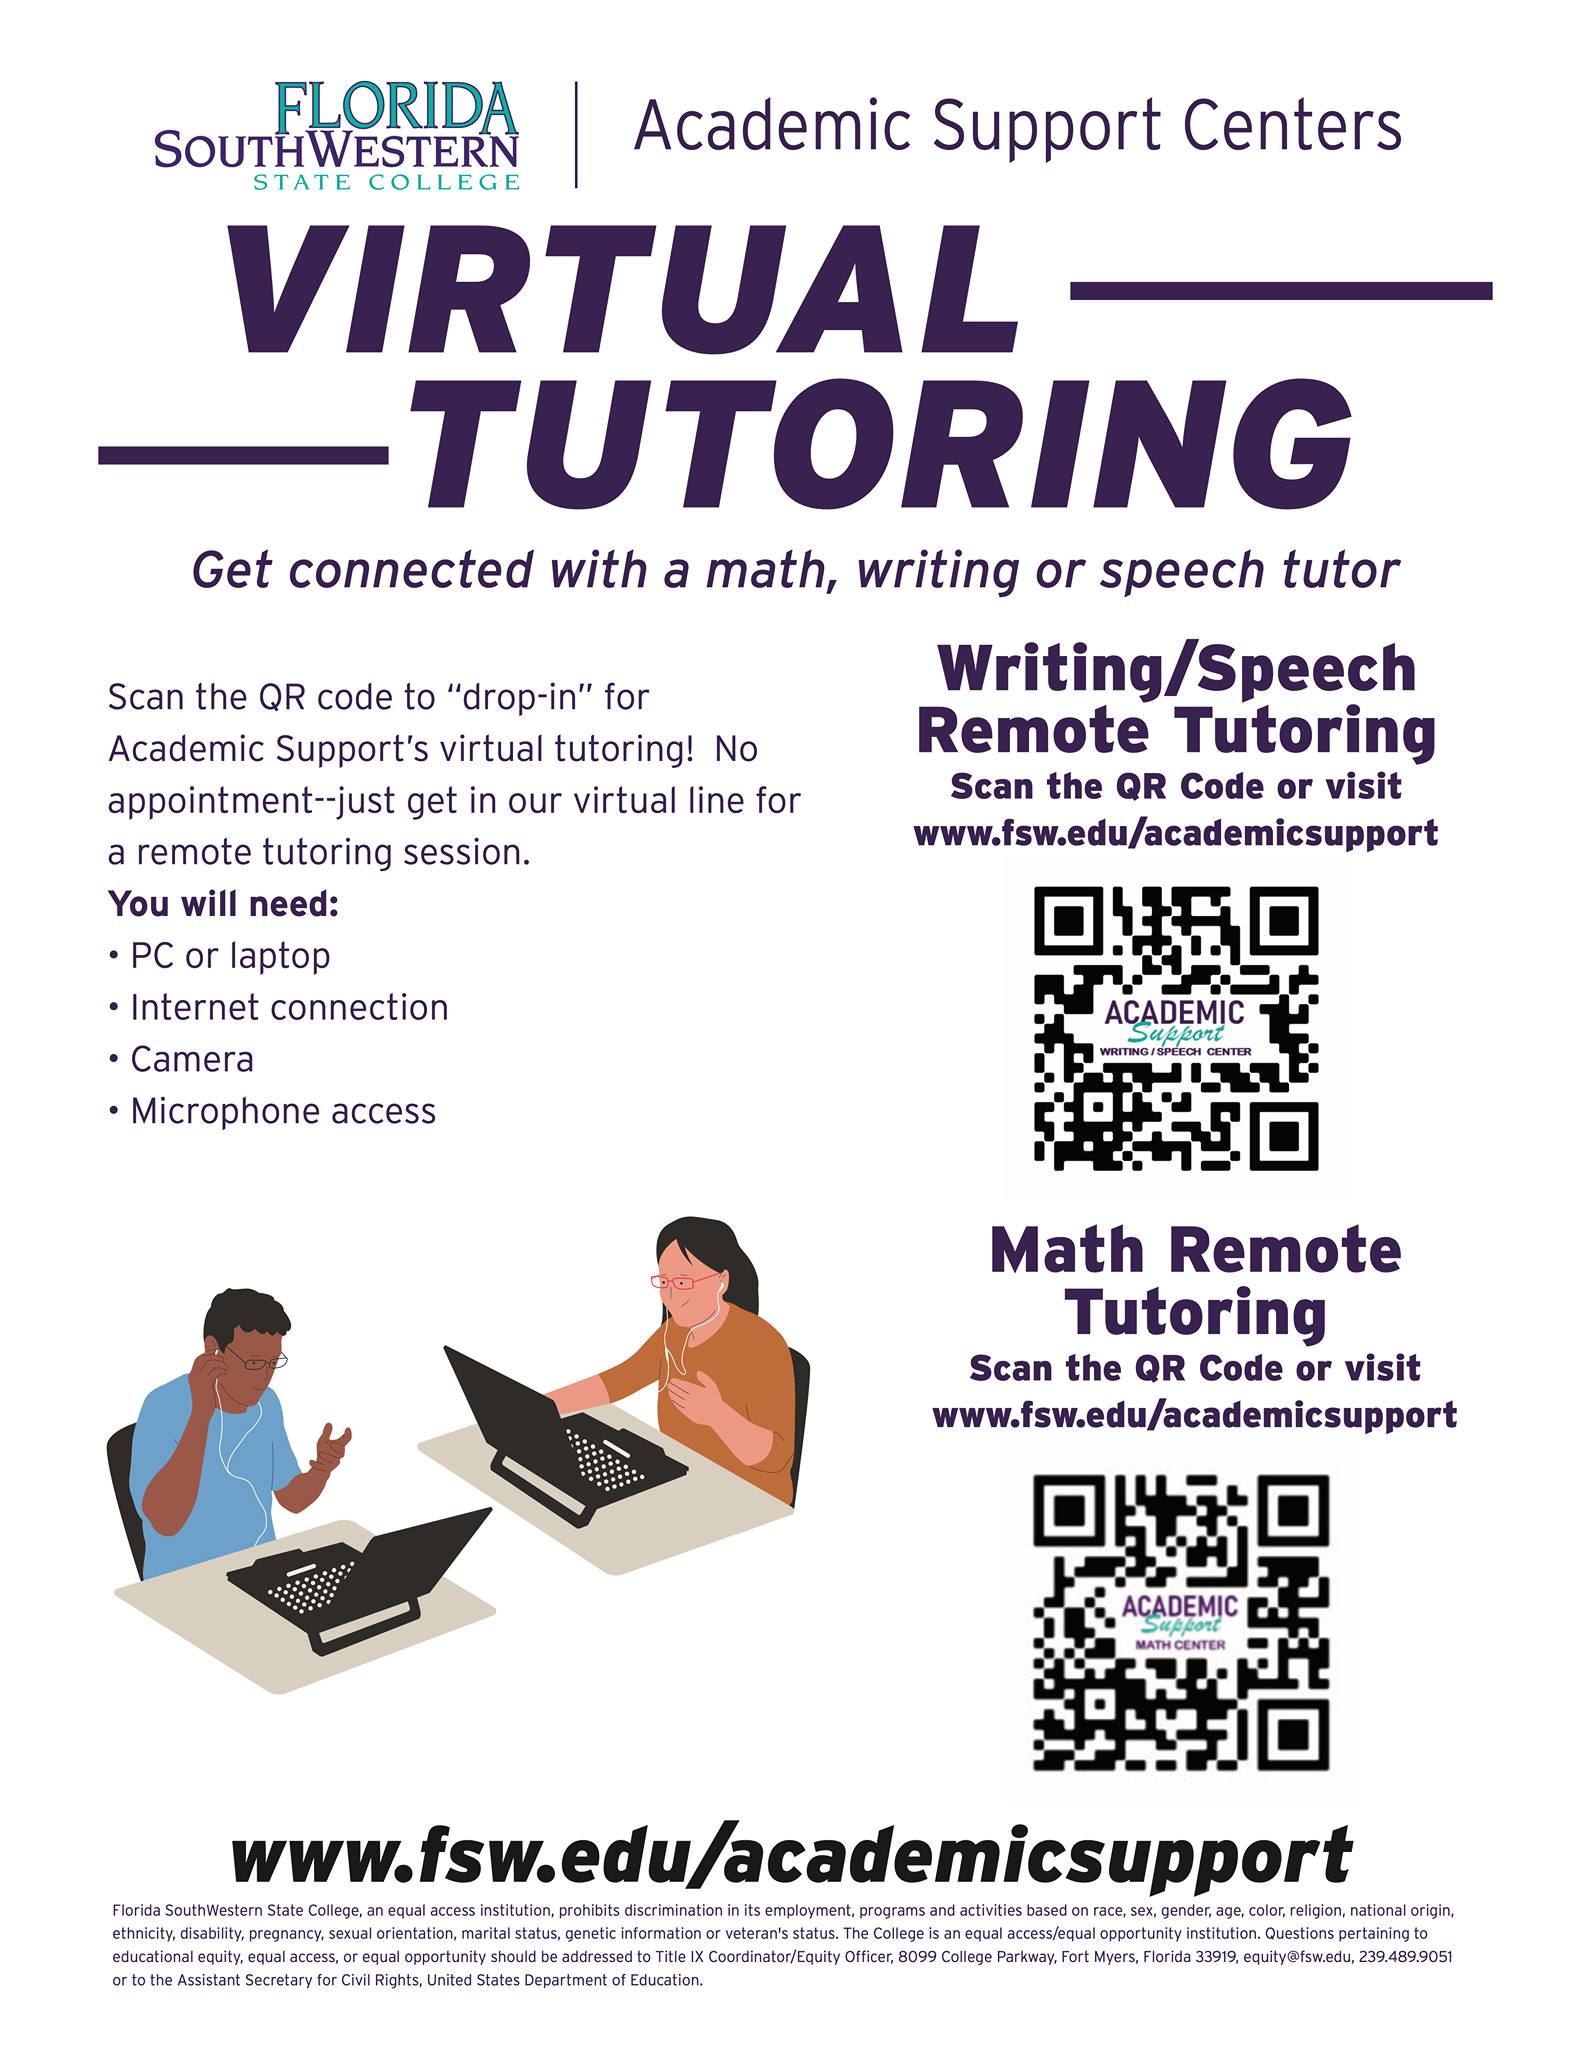 FLORIDA
SOUTHWESTERN
STATE COLLEGE
Academic Support Centers
VIRTUAL
TUTORING
Get connected with a math, writing or speech tutor
Scan the QR code to “drop-in” for
Academic Support’s virtual tutoring!  No
appointment--just get in our virtual line for
a remote tutoring session.
You will need:
• PC or laptop
• Internet connection
• Camera
• Microphone access
Writing/Speech
Remote Tutoring
Scan the QR Code or visit
www.fsw.edu/academicsupport
ACADEMIC
Support
WRITING / SPEECH CENTER
Math Remote
Tutoring
Scan the QR Code or visit
www.fsw.edu/academicsupport
ACADEMIC
Support
MATH CENTER
www.fsw.edu/academicsupport
Florida SouthWestern State College, an equal access institution, prohibits discrimination in its employment, programs and activities based on race, sex, gender, age, color, religion, national origin,
ethnicity, disability, pregnancy, sexual orientation, marital status, genetic information or veteran's status. The College is an equal access/equal opportunity institution. Questions pertaining to
educational equity, equal access, or equal opportunity should be addressed to Title IX Coordinator/Equity Officer, 8099 College Parkway, Fort Myers, Florida 33919, equity@fsw.edu, 239.489.9051
or to the Assistant Secretary for Civil Rights, United States Department of Education.